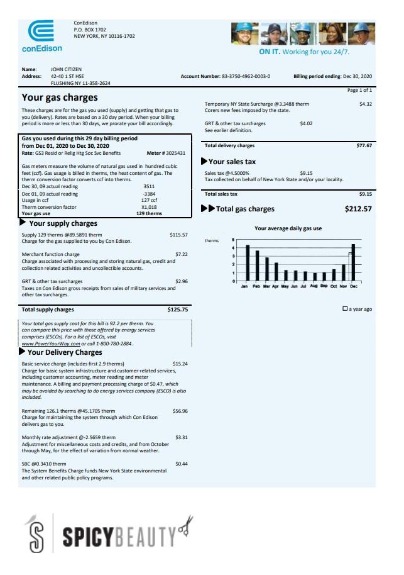 conEdison
ConEdison
P.O. BOX 1702
NEW YORK, NY 10116-1702
ON IT. Working for you 24/7.
Name: JOHN CITIZEN
Address: 42-40 1 ST HSE
FLUSHING NY 11-358-2624
Account Number: 83-3750-4962-0003-0
Billing period ending: Dec 30, 2020
Page 1 of 1
Your gas charges
These charges are for the gas you used (supply) and getting that gas to
you (delivery). Rates are based on a 30 day period. When your billing
period is more or less than 30 days, we prorate your bill accordingly.
Gas you used during this 29 day billing period
from Dec 01, 2020 to Dec 30, 2020
Rate: GS3 Resid or Relig Htg Soc Svc Benefits Meter # 3025431
Gas meters measure the volume of natural gas used in hundred cubic
feet (ccf). Gas usage is billed in therms, the heat content of gas. The
therm conversion factor converts ccf into therms.
Dec 30, 09 actual reading 3511
Dec 01, 09 actual reading -3384
Usage in ccf 127 ccf
Therm conversion factor X1.018
Your gas use 129 therms
Your supply charges
Supply 129 therms @89.5891 therm $115.57
Charge for the gas supplied to you by Con Edison.
Merchant function charge $7.22
Charge associated with processing and storing natural gas, credit and
collection related activities and uncollectible accounts.
GRT & other tax surcharges $2.96
Taxes on Con Edison gross receipts from sales of military services and
other tax surcharges.
Total supply charges $125.75
Your total gas supply cost for this bill is 97.2 per therm. You
can compare this price with those offered by energy services
companies (ESCOs). For a list of ESCOs, visit
www.PowerYourWay.com or call 1-800-780-2884.
Your Delivery Charges
Basic service charge (includes first 2.9 therms) $15.24
Charge for basic system infrastructure and customer-related services,
including customer accounting, meter reading and meter
maintenance. A billing and payment processing charge of $0.47, which
may be avoided by searching to do energy services company (ESCO) is also
included.
Remaining 126.1 therms @45.1705 therm $56.96
Charge for maintaining the system through which Con Edison
delivers gas to you.
Monthly rate adjustment @-2.5659 therm $3.31
Adjustment for miscellaneous costs and credits, and from October
through May, for the effect of variation from normal weather.
SBC @0.3410 therm $0.44
The System Benefits Charge funds New York State environmental
and other related public policy programs.
Temporary NY State Surcharge @3.3488 therm $4.32
Covers new fees imposed by the state.
GRT & other tax surcharges $4.02
See earlier definition.
Total delivery charges $77.67
Your sales tax
Sales tax @4.5000% $9.15
Tax collected on behalf of New York State and/or your locality.
Total sales tax $9.15
Total gas charges $212.57
Your average daily gas use
therms
5
4
3
2
1
0
Jan Feb Mar Apr May Jun Jul Aug Sep Oct Nov Dec
a year ago
S SPICYBEAUTY